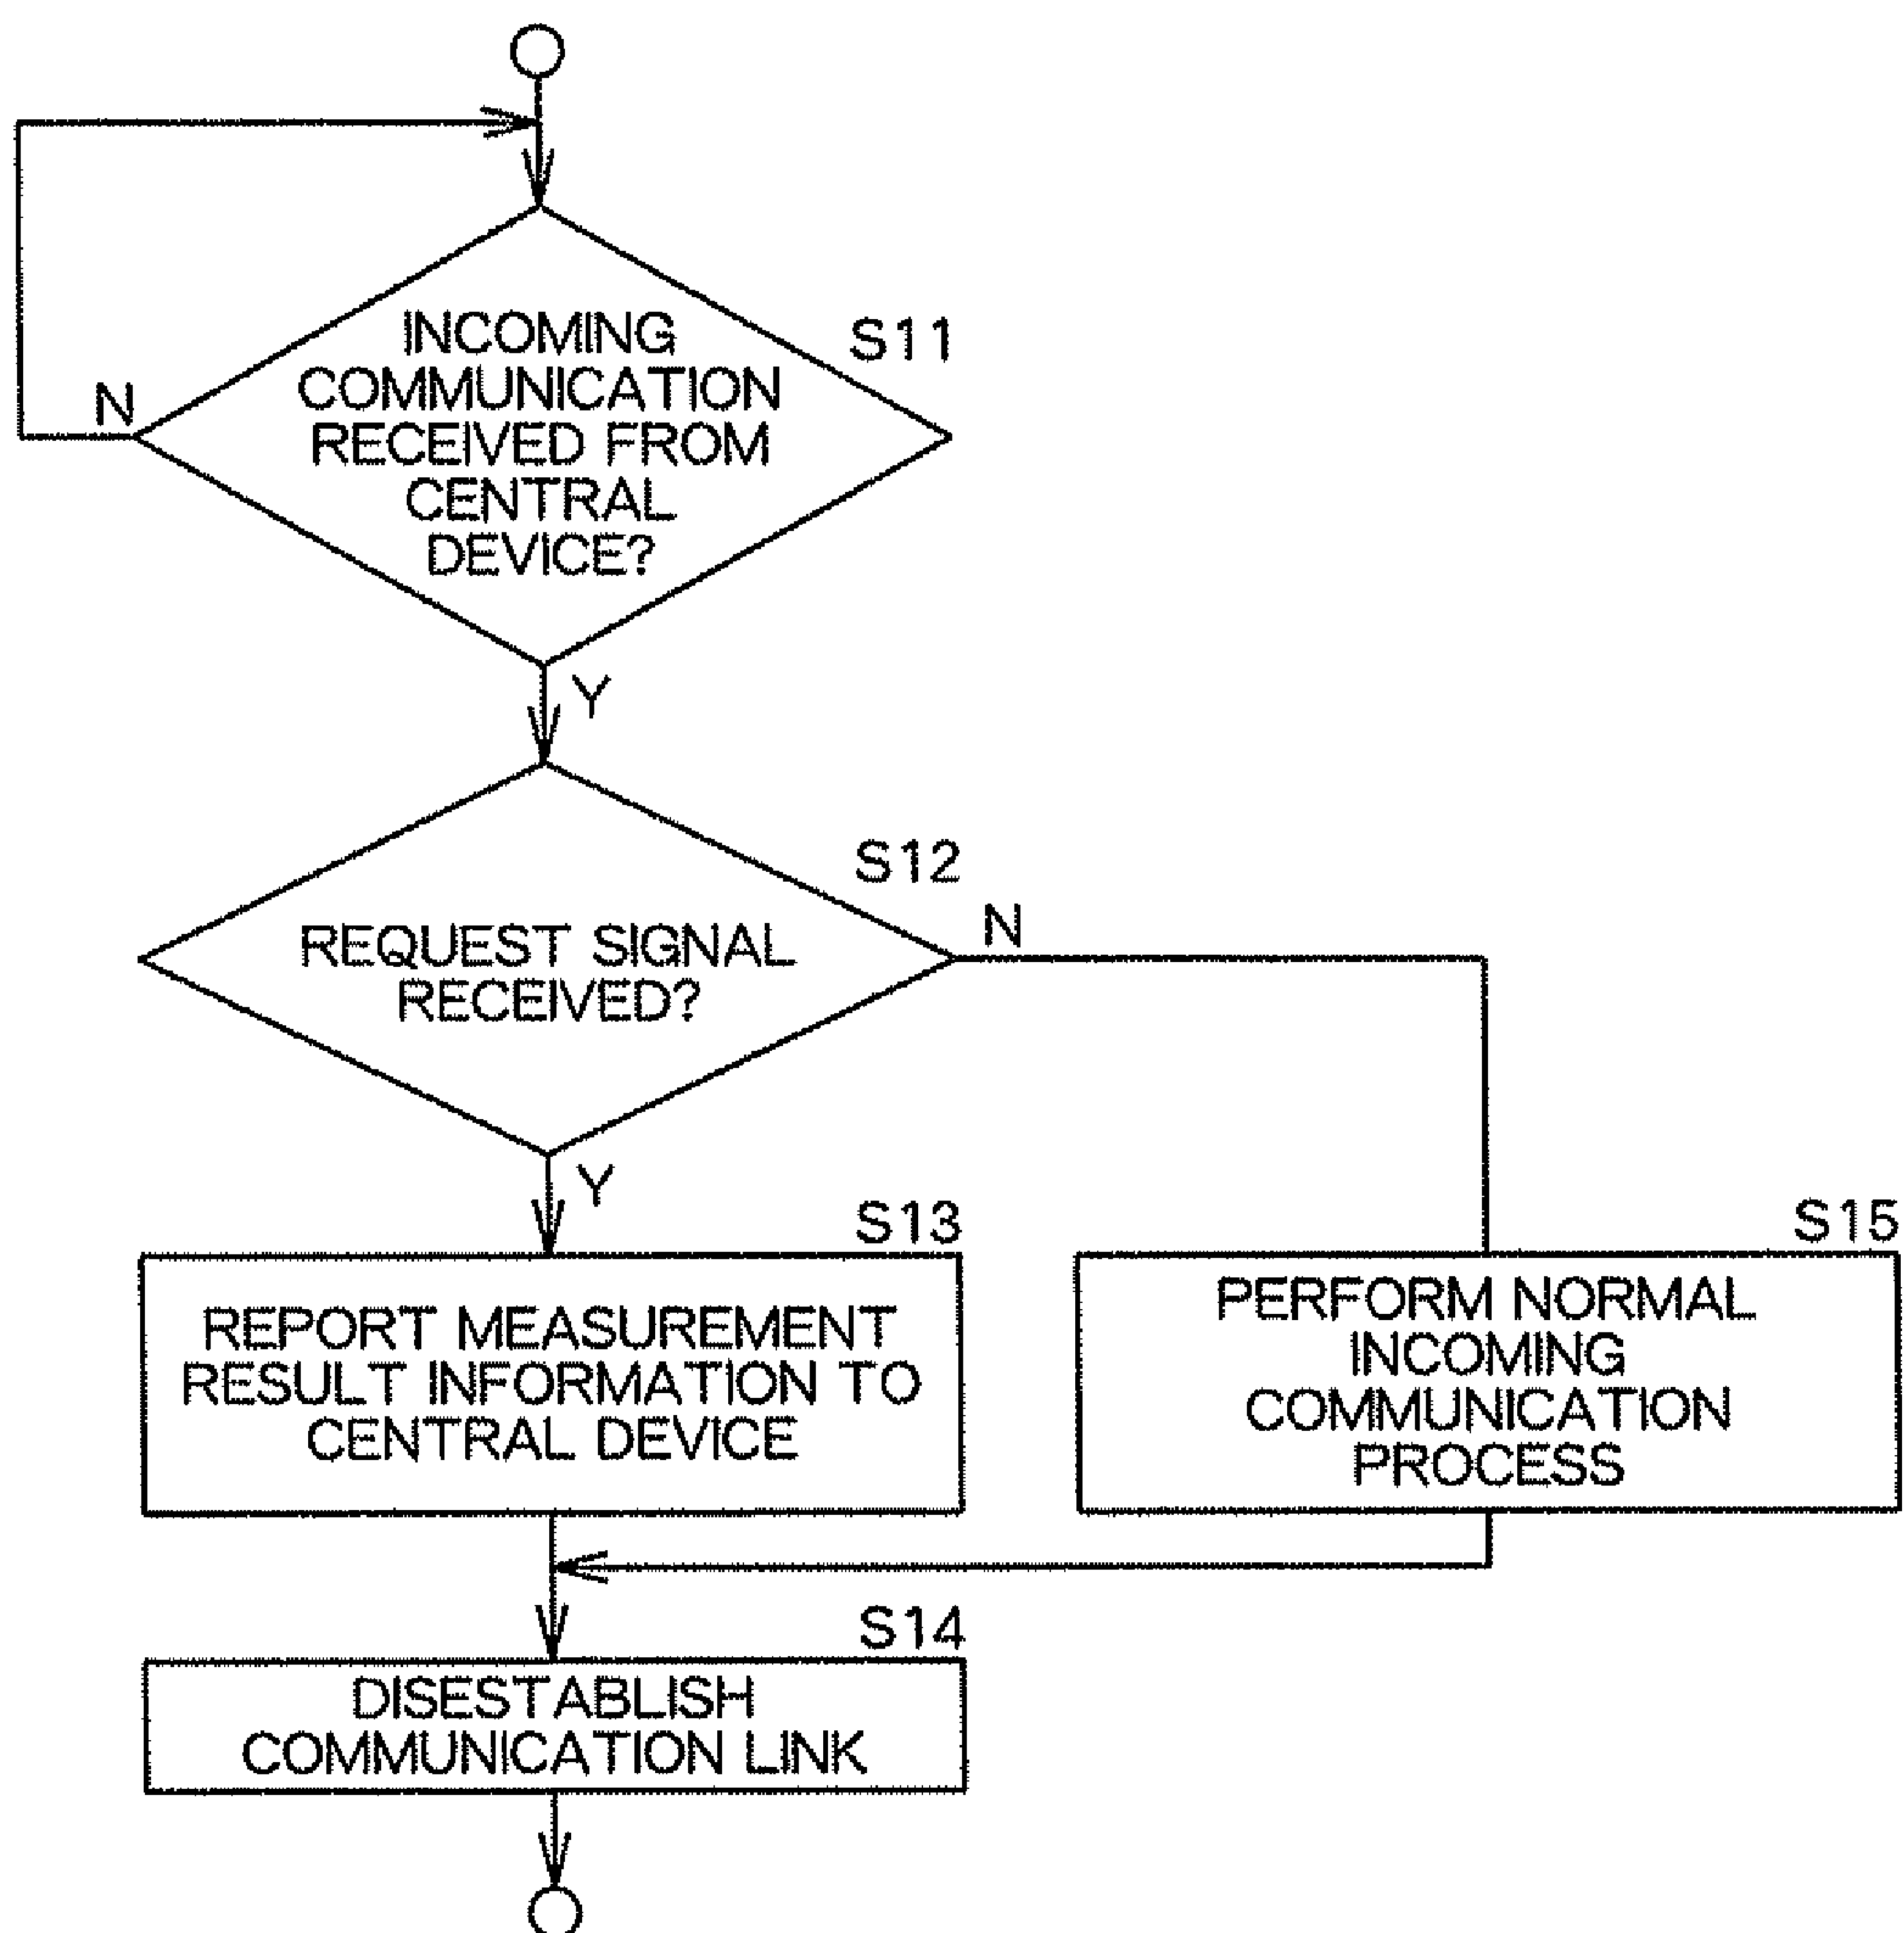 INCOMING
COMMUNICATION
RECEIVED FROM
CENTRAL
DEVICE?
S11
N
Y
S12
REQUEST SIGNAL
RECEIVED?
N
Y
S13
REPORT MEASUREMENT
RESULT INFORMATION TO
CENTRAL DEVICE
S15
PERFORM NORMAL
INCOMING
COMMUNICATION
PROCESS
S14
DISESTABLISH
COMMUNICATION LINK